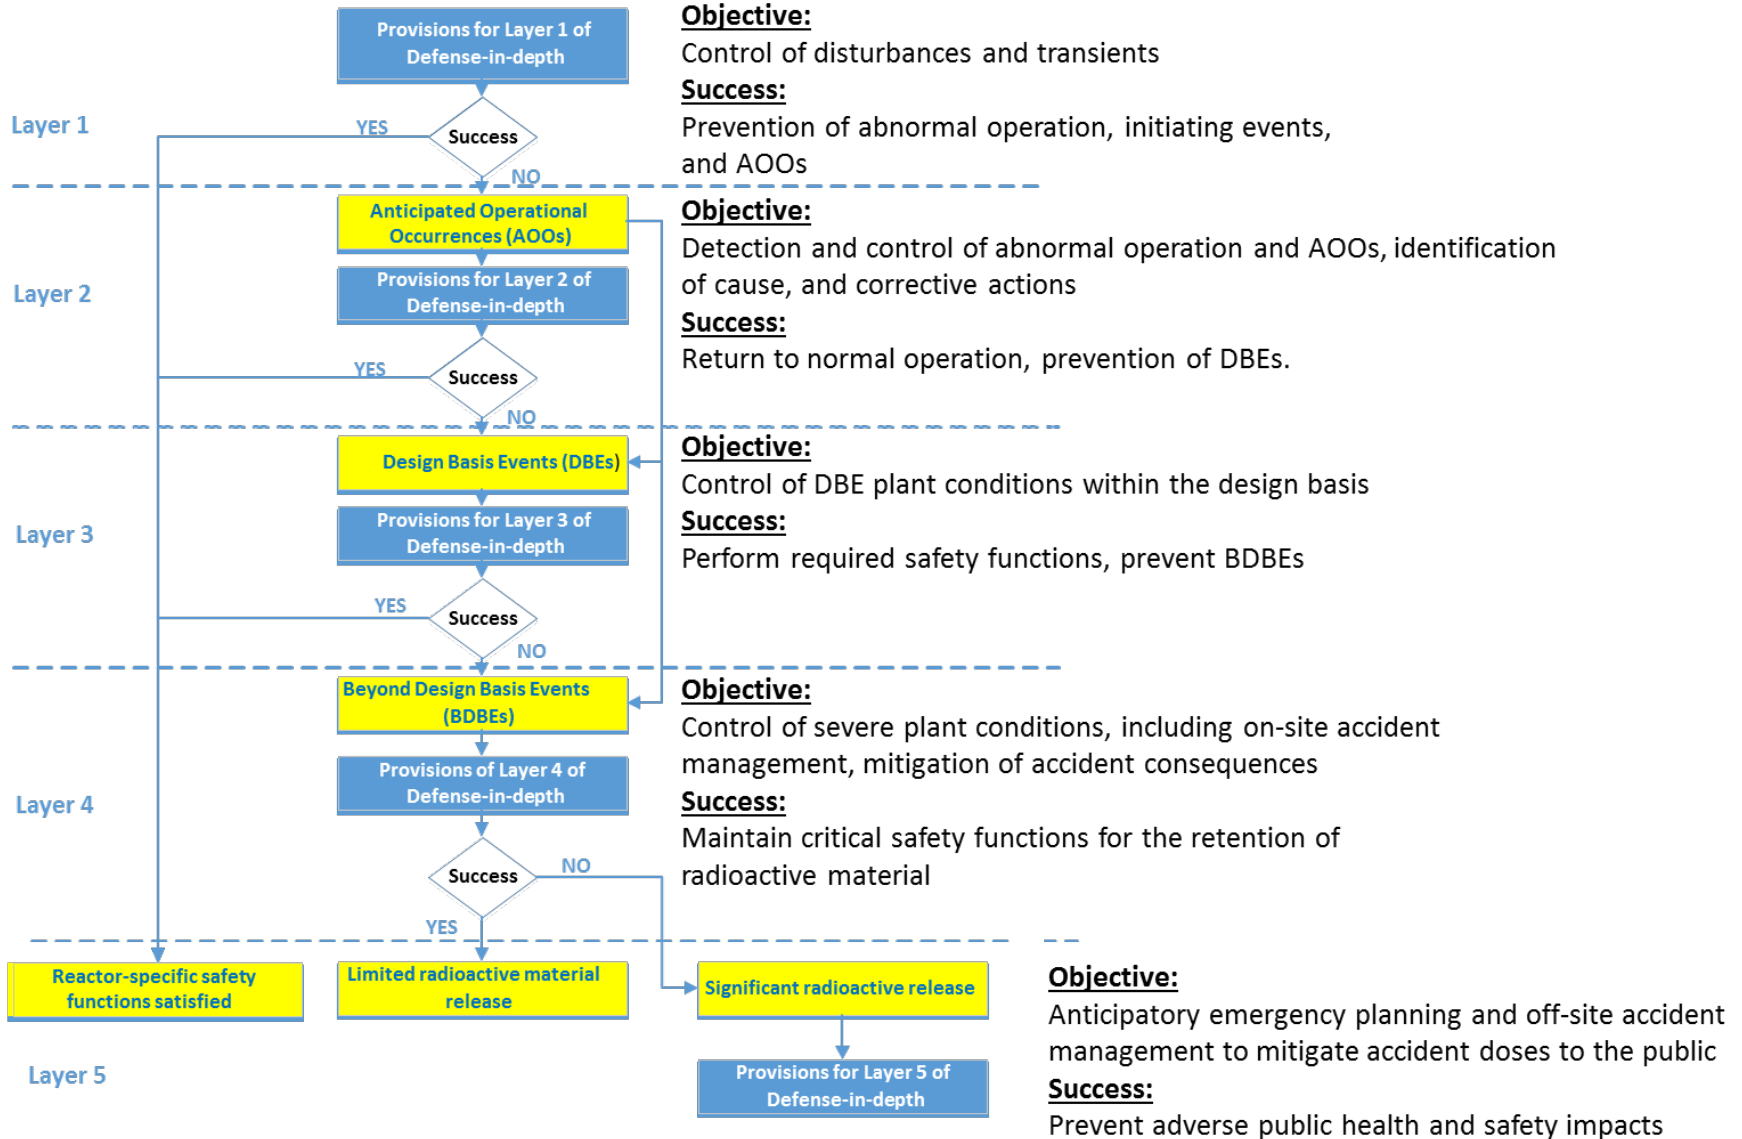 Provisions for Layer 1 of
Defense-in-depth
Objective:
Control of disturbances and transients
Success:
Prevention of abnormal operation, initiating events,
and AOOs
Layer 1
YES
Success
NO
Anticipated Operational
Occurrences (AOOs)
Objective:
Detection and control of abnormal operation and AOOs, identification
of cause, and corrective actions
Success:
Return to normal operation, prevention of DBEs.
Provisions for Layer 2 of
Defense-in-depth
Layer 2
YES
Success
NO
Design Basis Events (DBEs)
Objective:
Control of DBE plant conditions within the design basis
Success:
Perform required safety functions, prevent BDBEs
Provisions for Layer 3 of
Defense-in-depth
Layer 3
YES
Success
NO
Beyond Design Basis Events
(BDBEs)
Objective:
Control of severe plant conditions, including on-site accident
management, mitigation of accident consequences
Success:
Maintain critical safety functions for the retention of
radioactive material
Provisions of Layer 4 of
Defense-in-depth
Layer 4
Success
NO
YES
Reactor-specific safety
functions satisfied
Limited radioactive material
release
Significant radioactive release
Objective:
Anticipatory emergency planning and off-site accident
management to mitigate accident doses to the public
Success:
Prevent adverse public health and safety impacts
Layer 5
Provisions for Layer 5 of
Defense-in-depth